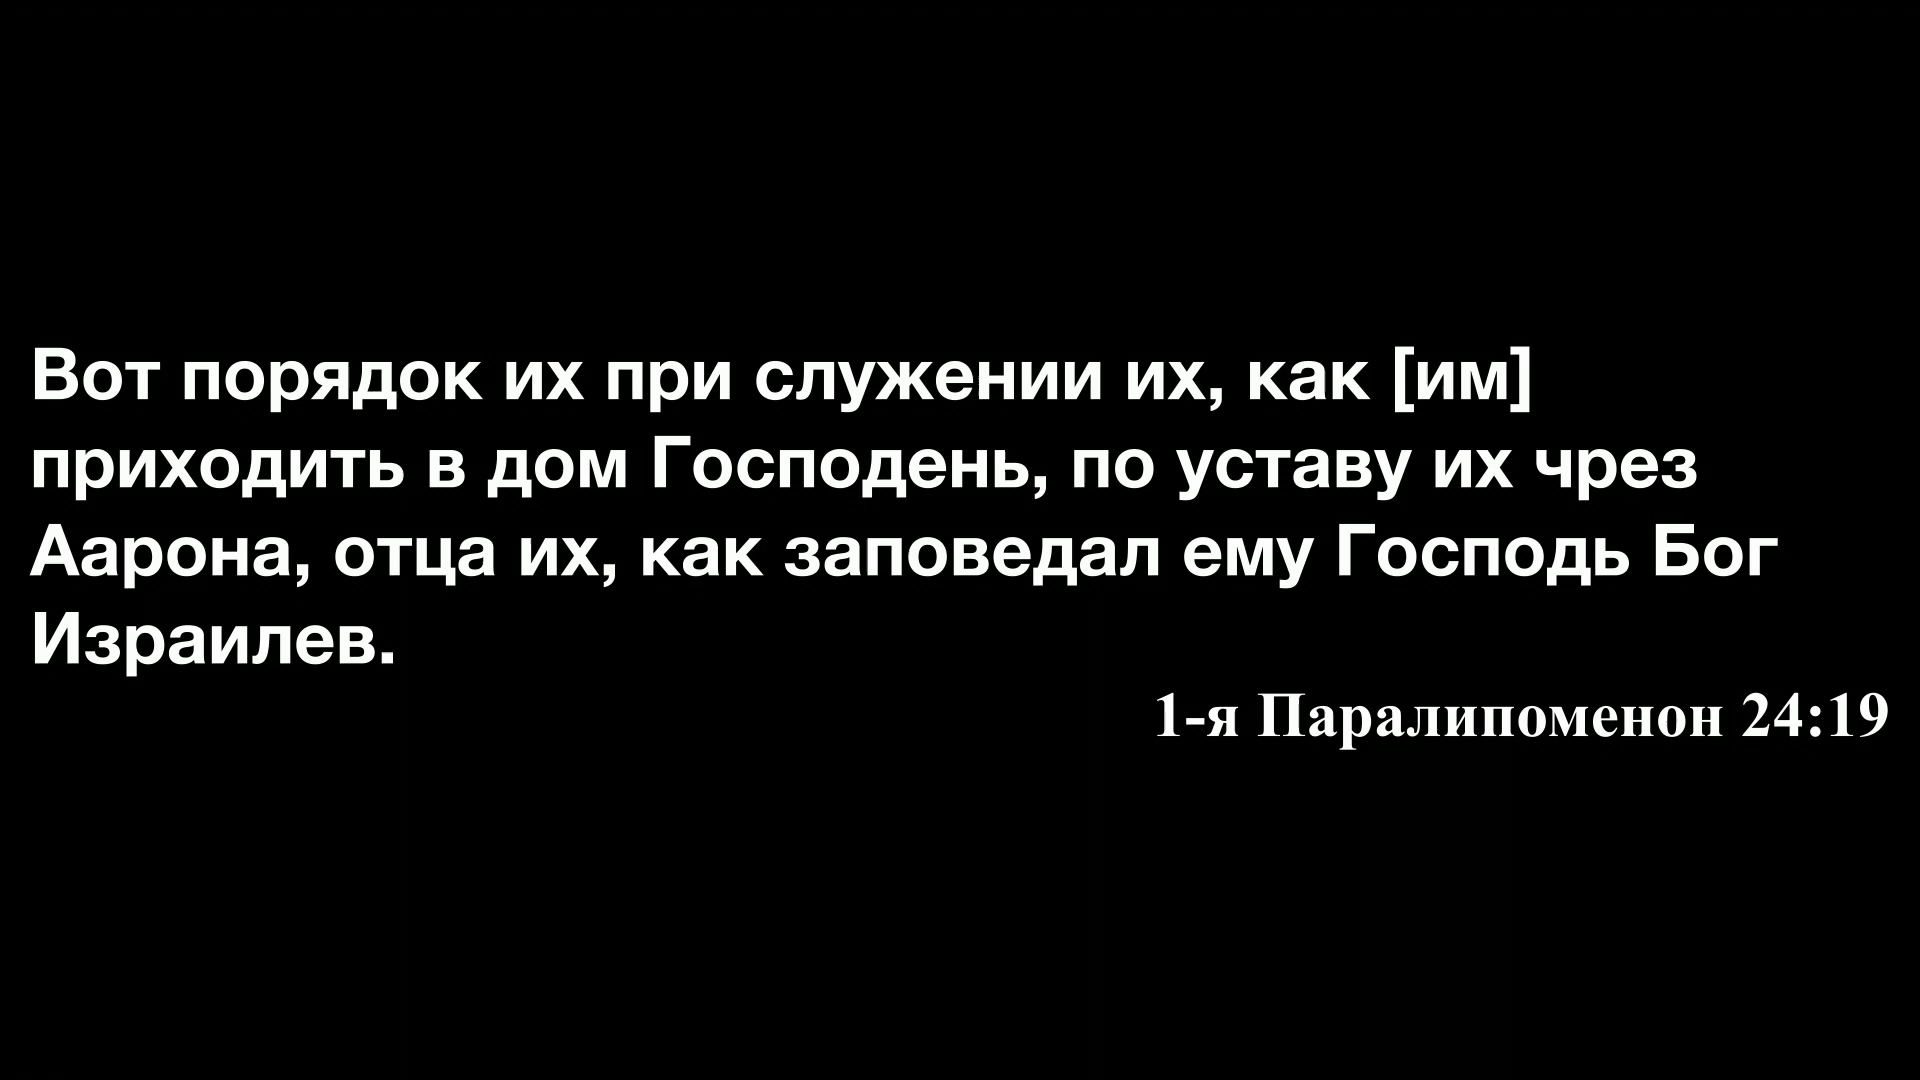 Вот порядок их при служении их, как [им]
приходить в дом Господень, по уставу их чрез
Аарона, отца их, как заповедал ему Господь Бог
Израилев.
1-я Паралипоменон 24:19